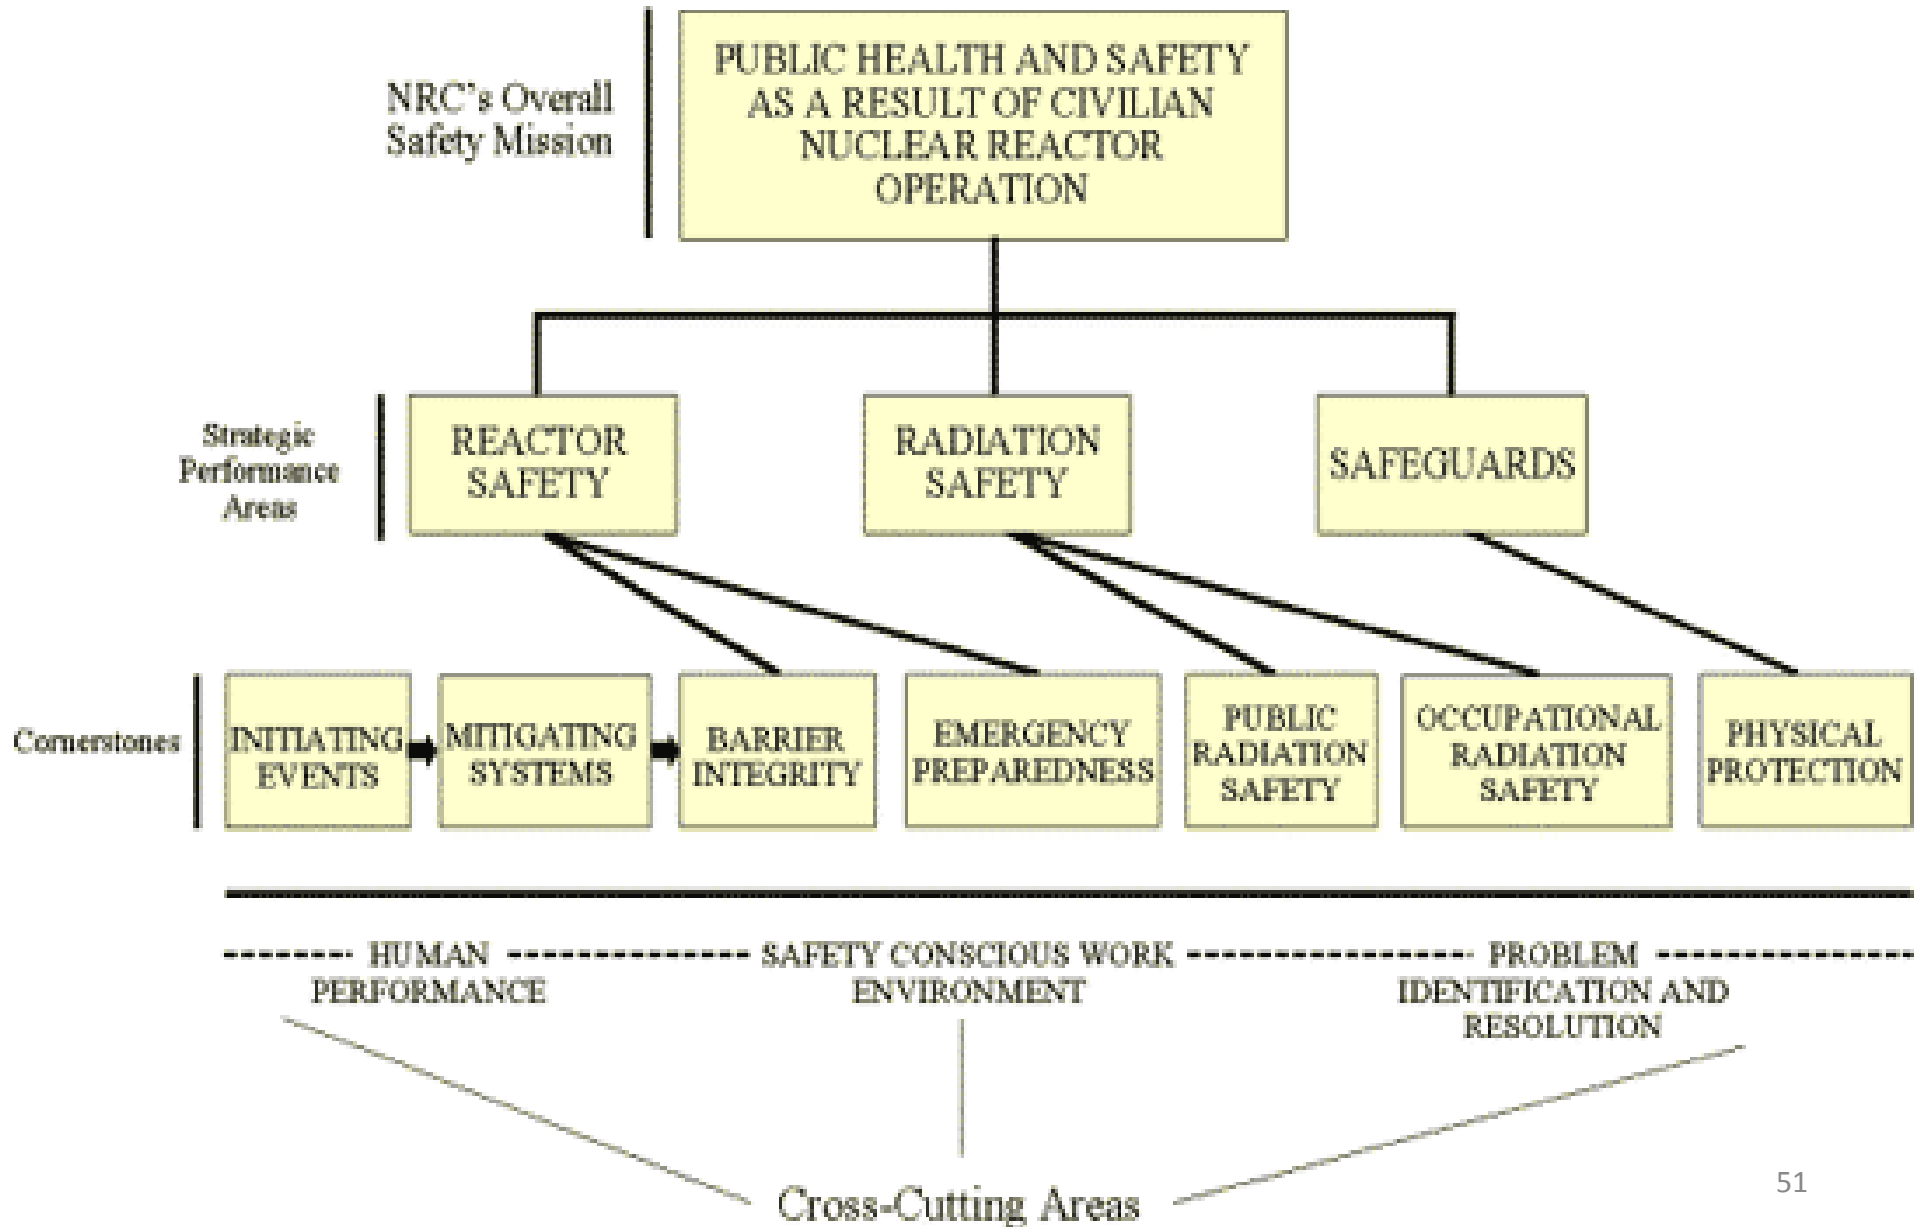 NRC's Overall
Safety Mission
PUBLIC HEALTH AND SAFETY
AS A RESULT OF CIVILIAN
NUCLEAR REACTOR
OPERATION
Strategic
Performance
Areas
REACTOR
SAFETY
RADIATION
SAFETY
SAFEGUARDS
Cornerstones
INITIATING
EVENTS
MITIGATING
SYSTEMS
BARRIER
INTEGRITY
EMERGENCY
PREPAREDNESS
PUBLIC
RADIATION
SAFETY
OCCUPATIONAL
RADIATION
SAFETY
PHYSICAL
PROTECTION
HUMAN
PERFORMANCE
SAFETY CONSCIOUS WORK
ENVIRONMENT
PROBLEM
IDENTIFICATION AND
RESOLUTION
Cross-Cutting Areas
51